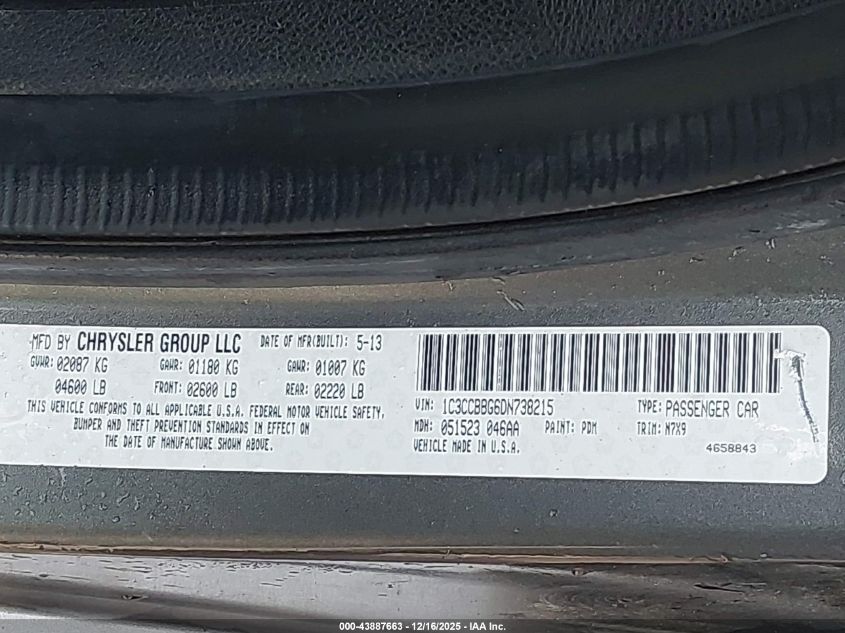 MFD BY CHRYSLER GROUP LLC DATE OF MFR(BUILT): 5-13
GVWR: 02087 KG GAWR: 01180 KG GAWR: 01007 KG
04600 LB FRONT: 02600 LB REAR: 02220 LB
THIS VEHICLE CONFORMS TO ALL APPLICABLE U.S.A. FEDERAL MOTOR VEHICLE SAFETY,
BUMPER AND THEFT PREVENTION STANDARDS IN EFFECT ON
THE DATE OF MANUFACTURE SHOWN ABOVE.
VIN: 1C3CCBBG6DN738215 TYPE: PASSENGER CAR
MDH: 051523 046AA PAINT: PDM TRIM: N7X9
VEHICLE MADE IN U.S.A. 4658843
000-43887663 - 12/16/2025 - IAA Inc.